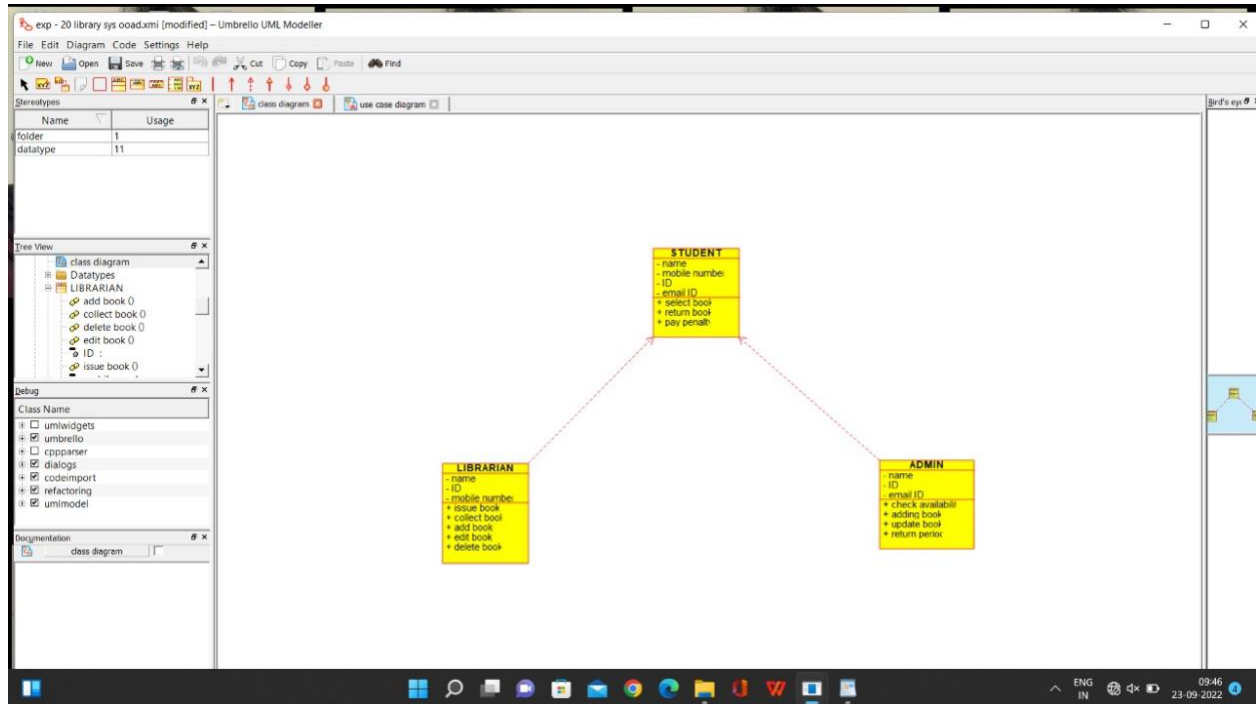 exp - 20 library sys ooad.xmi [modified] – Umbrello UML Modeller
File Edit Diagram Code Settings Help
New Open Save Cut Copy Paste Find
Stereotypes
class diagram
use case diagram
Bird's eye
Name Usage
folder 1
datatype 11
Tree View
class diagram
Datatypes
LIBRARIAN
add book ()
collect book ()
delete book ()
edit book ()
ID :
issue book ()
Debug
Class Name
umlwidgets
umbrello
cppparser
dialogs
codeimport
refactoring
umlmodel
Documentation
class diagram
STUDENT
- name
- mobile number
- ID
- email ID
+ select book
+ return book
+ pay penalt
LIBRARIAN
- name
- ID
- mobile number
+ issue book
+ collect book
+ add book
+ edit book
+ delete book
ADMIN
- name
- ID
- email ID
+ check availabili
+ adding book
+ update book
+ return perioc
ENG
IN
09:46
23-09-2022
4